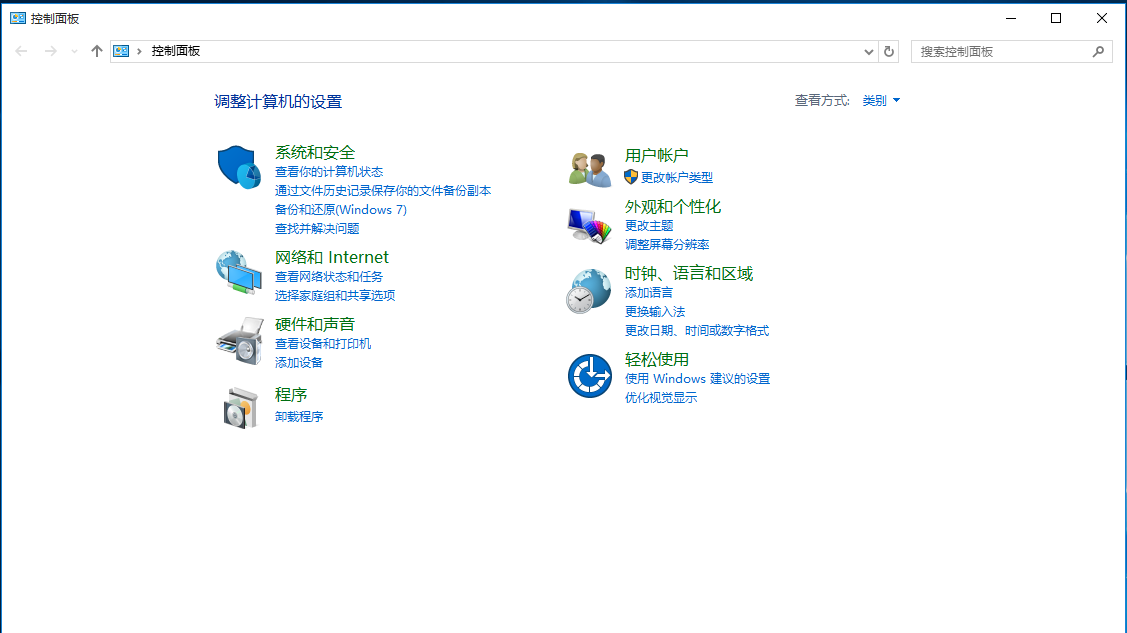 控制面板
控制面板
搜索控制面板
调整计算机的设置
查看方式: 类别
系统和安全
查看你的计算机状态
通过文件历史记录保存你的文件备份副本
备份和还原(Windows 7)
查找并解决问题
网络和 Internet
查看网络状态和任务
选择家庭组和共享选项
硬件和声音
查看设备和打印机
添加设备
程序
卸载程序
用户帐户
更改帐户类型
外观和个性化
更改主题
调整屏幕分辨率
时钟、语言和区域
添加语言
更换输入法
更改日期、时间或数字格式
轻松使用
使用 Windows 建议的设置
优化视觉显示